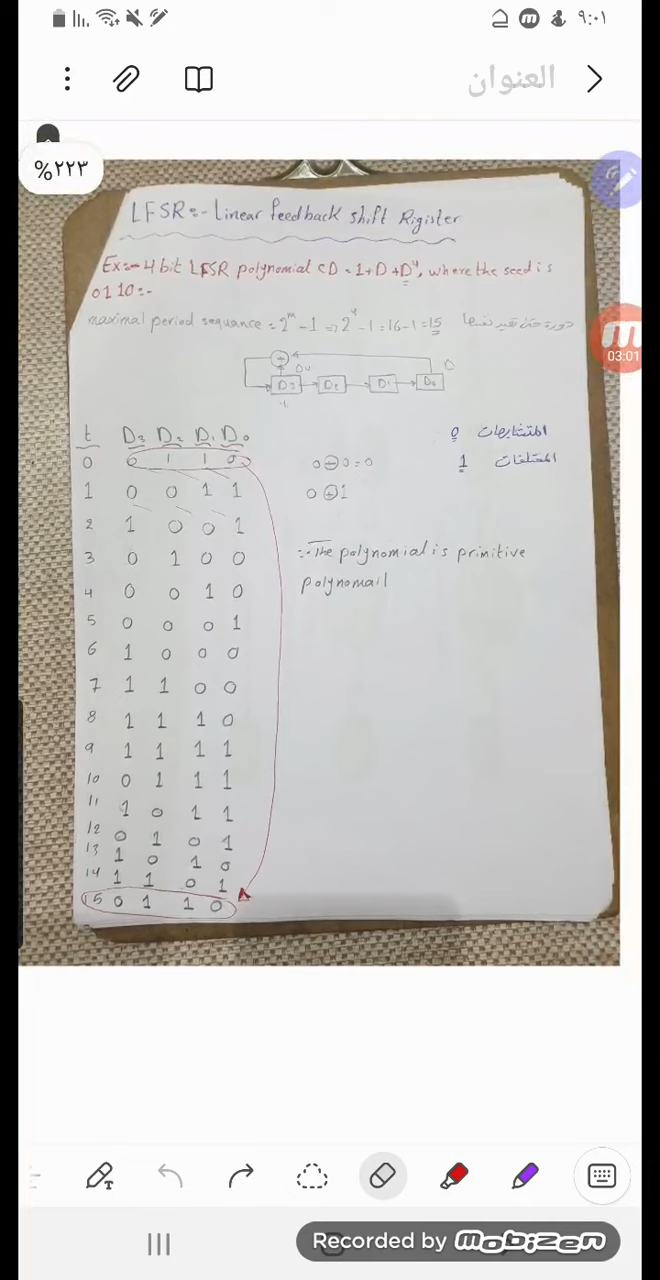 ٩:٠١
العنوان
%٢٢٣
LFSR:- Linear feedback shift Rigister
Ex:- 4 bit LFSR polynomial CD = 1+D+D⁴, where the seed is
0110:-
maximal period sequance = 2ᵐ-1 => 2⁴-1=16-1=15
03:01
D₃ D₂ D₁ D₀
t D₃ D₂ D₁ D₀
0 0 1 1 0
1 0 0 1 1
2 1 0 0 1
3 0 1 0 0
4 0 0 1 0
5 0 0 0 1
6 1 0 0 0
7 1 1 0 0
8 1 1 1 0
9 1 1 1 1
10 0 1 1 1
11 1 0 1 1
12 0 1 0 1
13 1 0 1 0
14 1 1 0 1
15 0 1 1 0
0 ⊕ 0 = 0
0 ⊕ 1
المتشابهات 0
المختلفات 1
∴ The polynomial is prinitive
polynomail
Recorded by mobizen